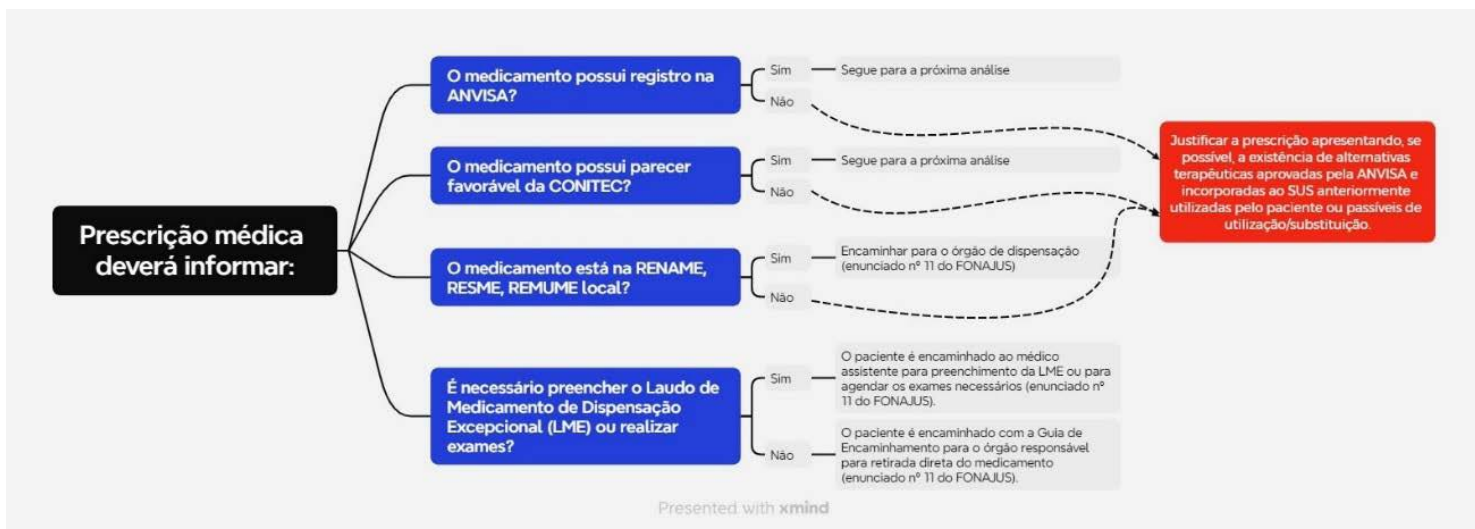 Prescrição médica
deverá informar:
O medicamento possui registro na
ANVISA?
Sim
Segue para a próxima análise
Não
O medicamento possui parecer
favorável da CONITEC?
Sim
Segue para a próxima análise
Não
O medicamento está na RENAME,
RESME, REMUME local?
Sim
Encaminhar para o órgão de dispensação
(enunciado nº 11 do FONAJUS)
Não
É necessário preencher o Laudo de
Medicamento de Dispensação
Excepcional (LME) ou realizar
exames?
Sim
O paciente é encaminhado ao médico
assistente para preenchimento da LME ou para
agendar os exames necessários (enunciado nº
11 do FONAJUS).
Não
O paciente é encaminhado com a Guia de
Encaminhamento para o órgão responsável
para retirada direta do medicamento
(enunciado nº 11 do FONAJUS).
Justificar a prescrição apresentando, se
possível, a existência de alternativas
terapêuticas aprovadas pela ANVISA e
incorporadas ao SUS anteriormente
utilizadas pelo paciente ou passíveis de
utilização/substituição.
Presented with xmind